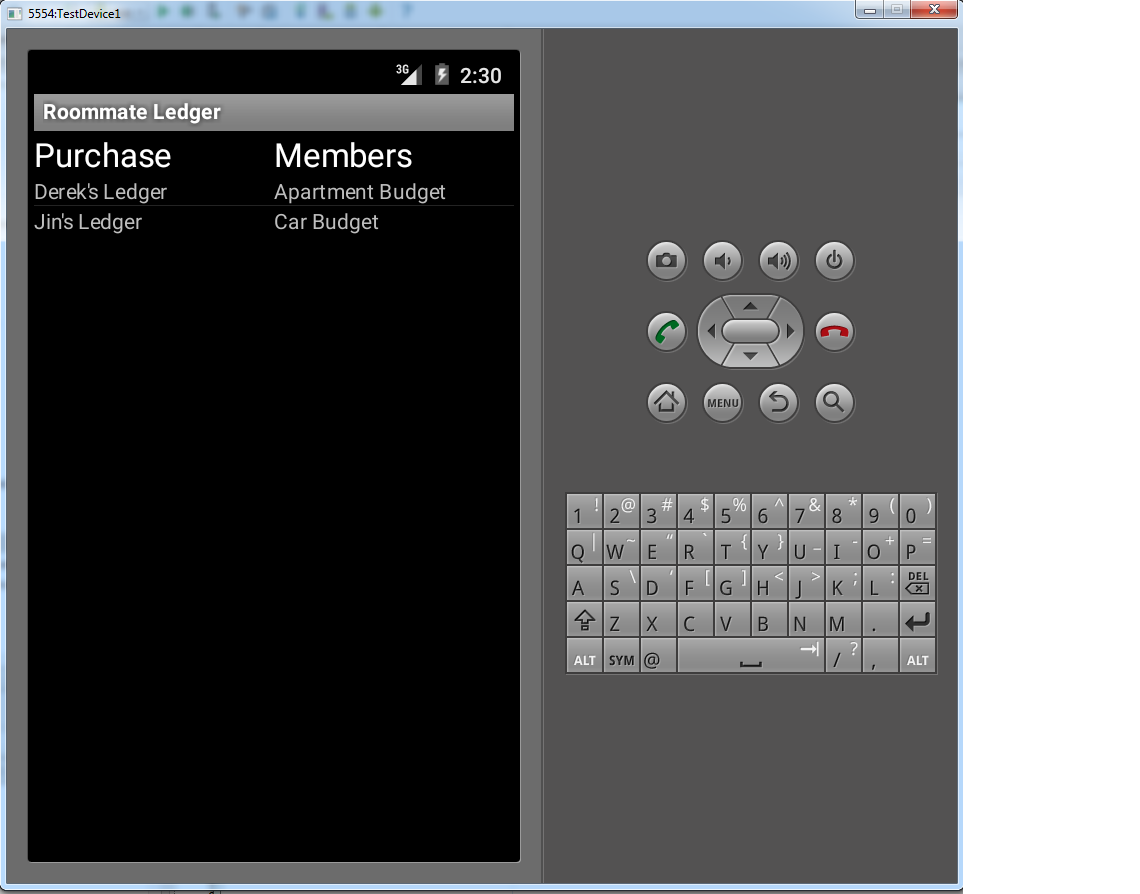 5554:TestDevice1
3G 2:30
Roommate Ledger
Purchase Members
Derek's Ledger Apartment Budget
Jin's Ledger Car Budget
MENU
1 ! 2 @ 3 # 4 $ 5 % 6 ^ 7 & 8 * 9 ( 0 )
Q | W ~ E “ R ` T { Y } U _ I - O + P =
A S \ D ' F [ G ] H < J > K ; L : DEL
Z X C V B N M .
ALT SYM @ / ? , ALT